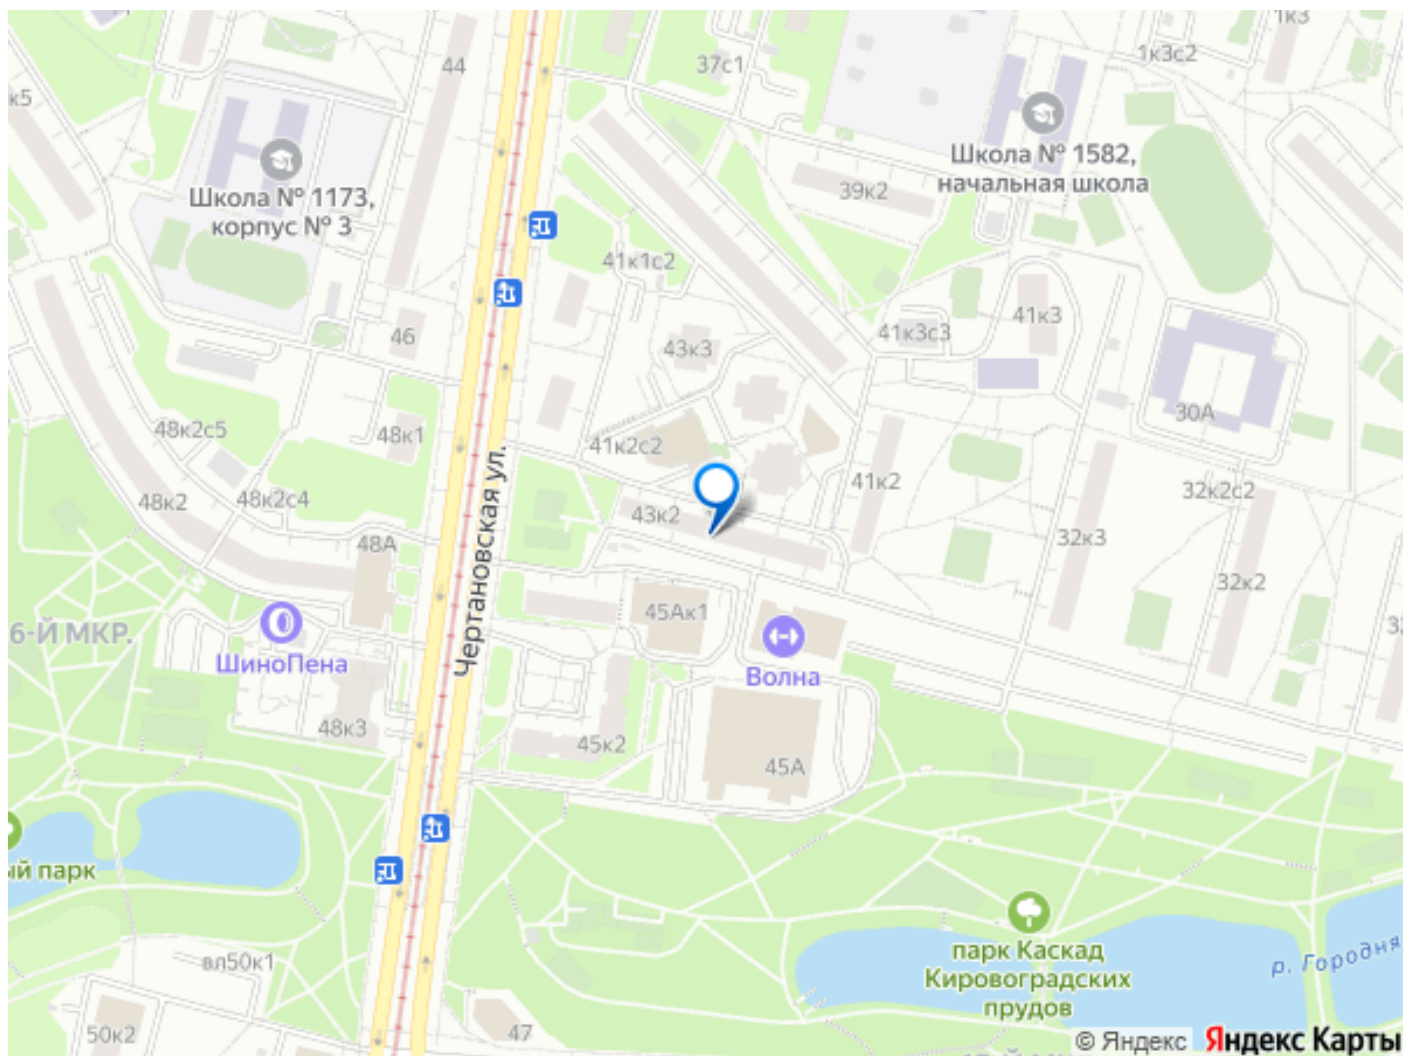 1к3
44
37с1
1к3с2
к5
Школа № 1582,
начальная школа
39к2
Школа № 1173,
корпус № 3
41к1с2
41к3
41к3с3
46
43к3
30А
48к2с5
48к1
41к2с2
41к2
32к2с2
48к2
48к2с4
43к2
Чертановская ул.
48А
32к3
32к2
45Ак1
6-Й МКР.
ШиноПена
Волна
48к3
45к2
45А
ый парк
парк Каскад
Кировоградских
прудов
р. Городня
вл50к1
50к2
47
© Яндекс Яндекс Карты